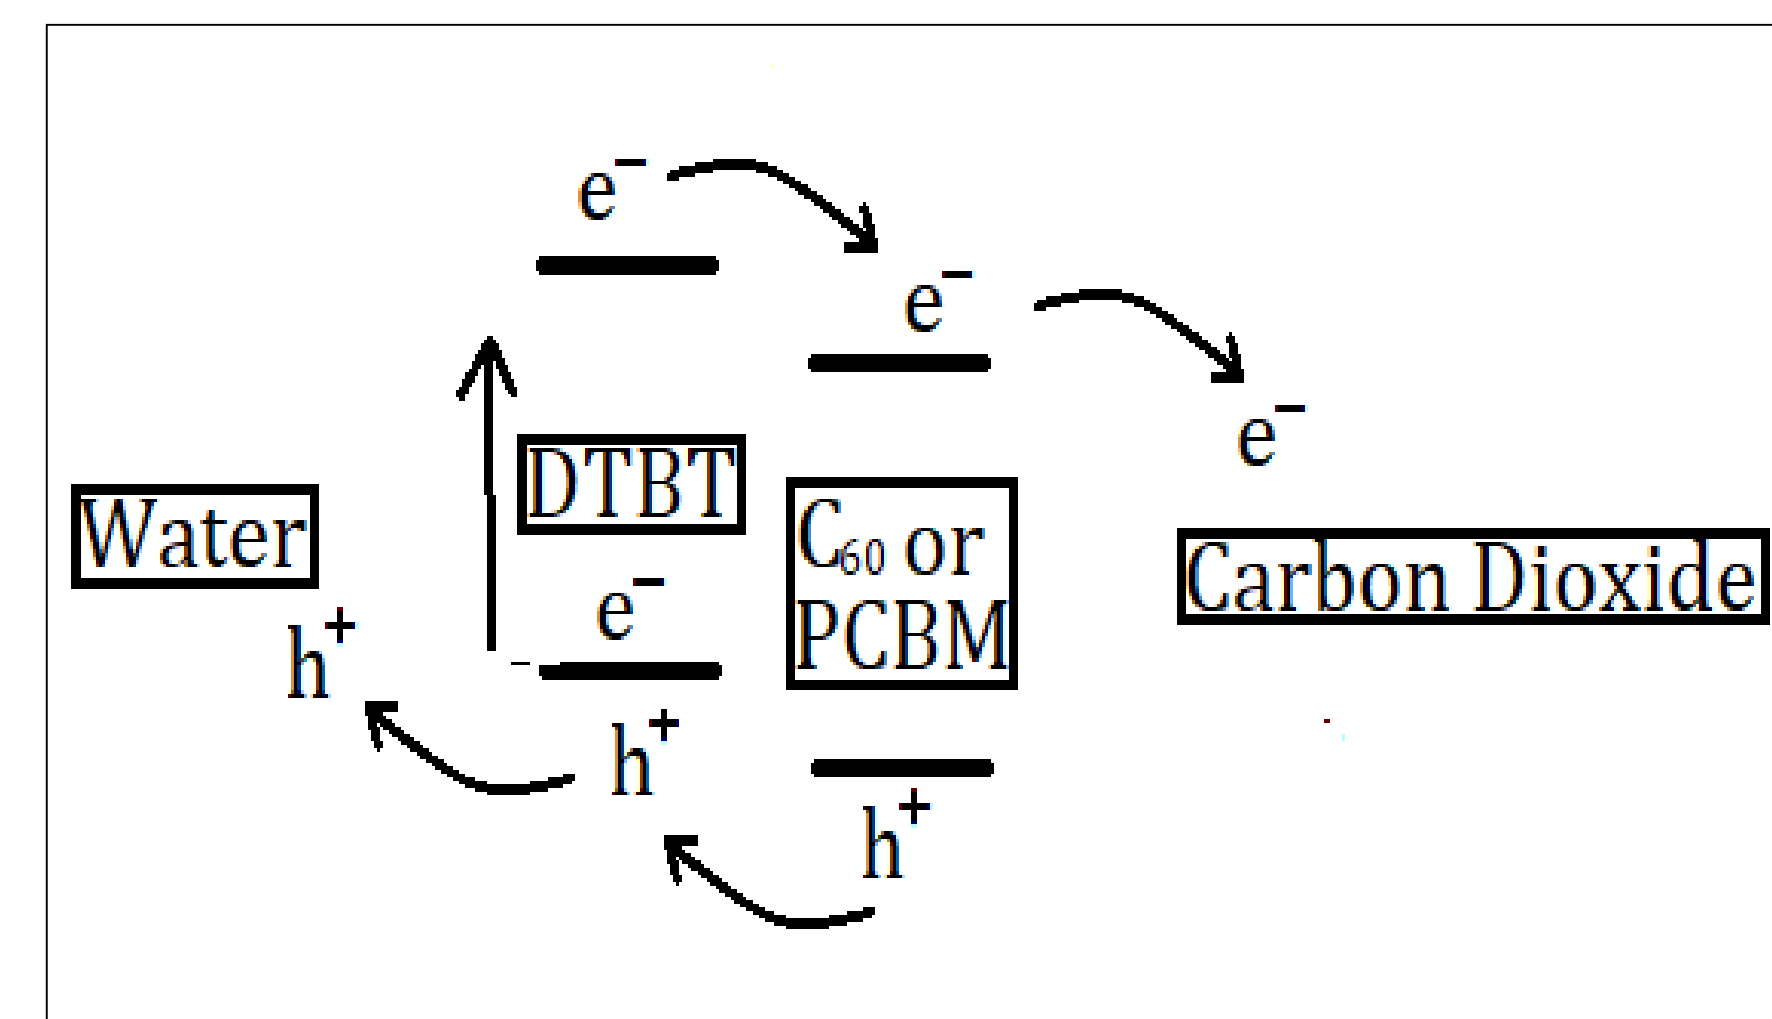 e⁻
e⁻
e⁻
DTBT
Water
C₆₀ or
PCBM
Carbon Dioxide
e⁻
h⁺
h⁺
h⁺